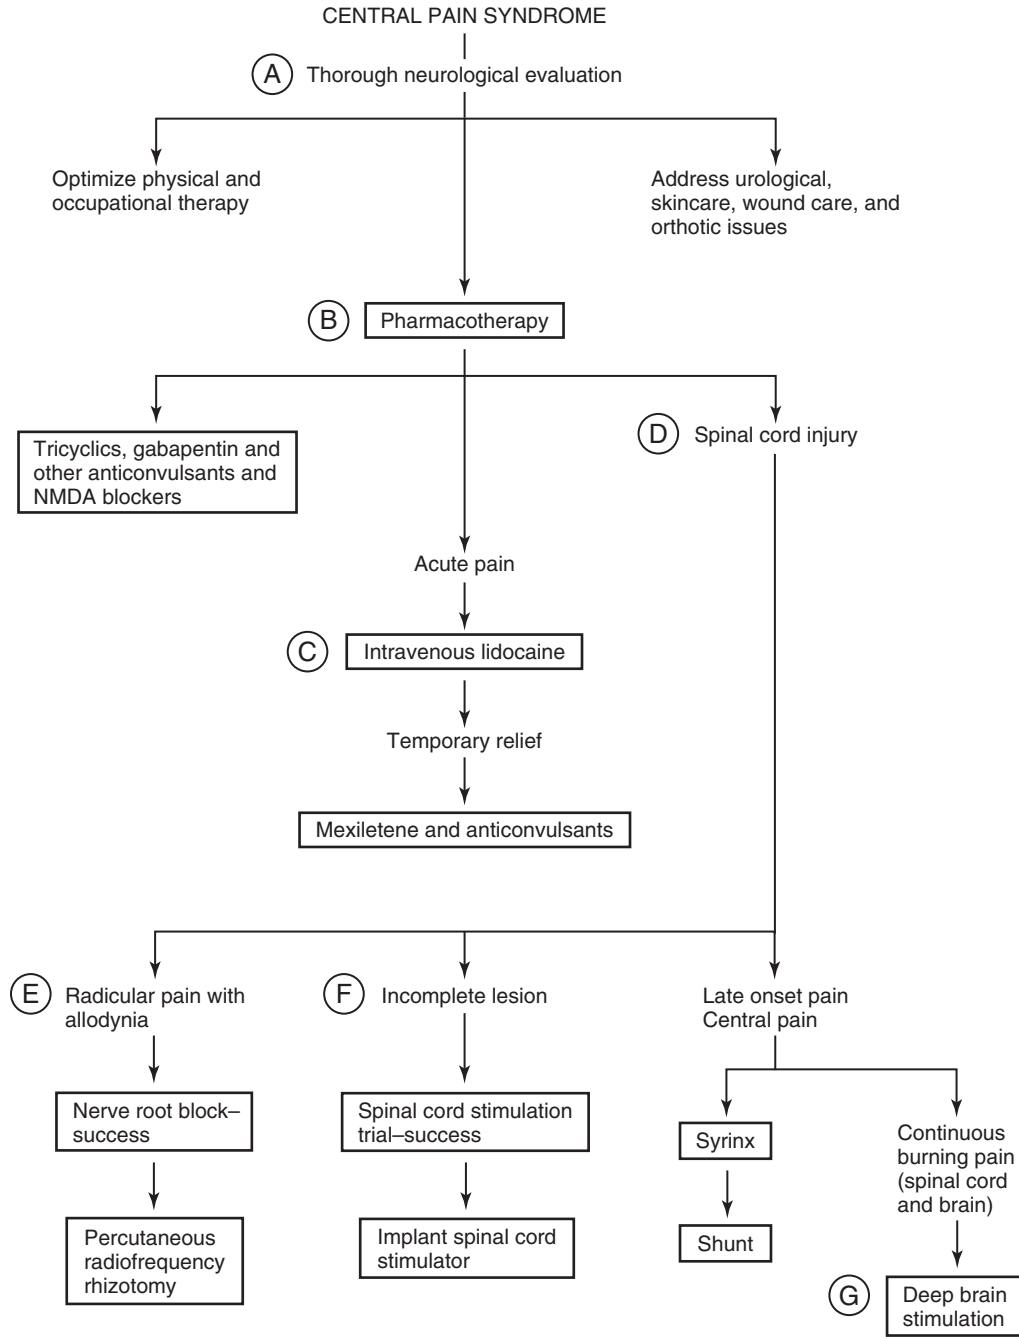 CENTRAL PAIN SYNDROME
A Thorough neurological evaluation
Optimize physical and
occupational therapy
Address urological,
skincare, wound care, and
orthotic issues
B Pharmacotherapy
Tricyclics, gabapentin and
other anticonvulsants and
NMDA blockers
D Spinal cord injury
Acute pain
C Intravenous lidocaine
Temporary relief
Mexiletene and anticonvulsants
E Radicular pain with
allodynia
F Incomplete lesion
Late onset pain
Central pain
Nerve root block–
success
Spinal cord stimulation
trial–success
Syrinx
Continuous
burning pain
(spinal cord
and brain)
Percutaneous
radiofrequency
rhizotomy
Implant spinal cord
stimulator
Shunt
G Deep brain
stimulation